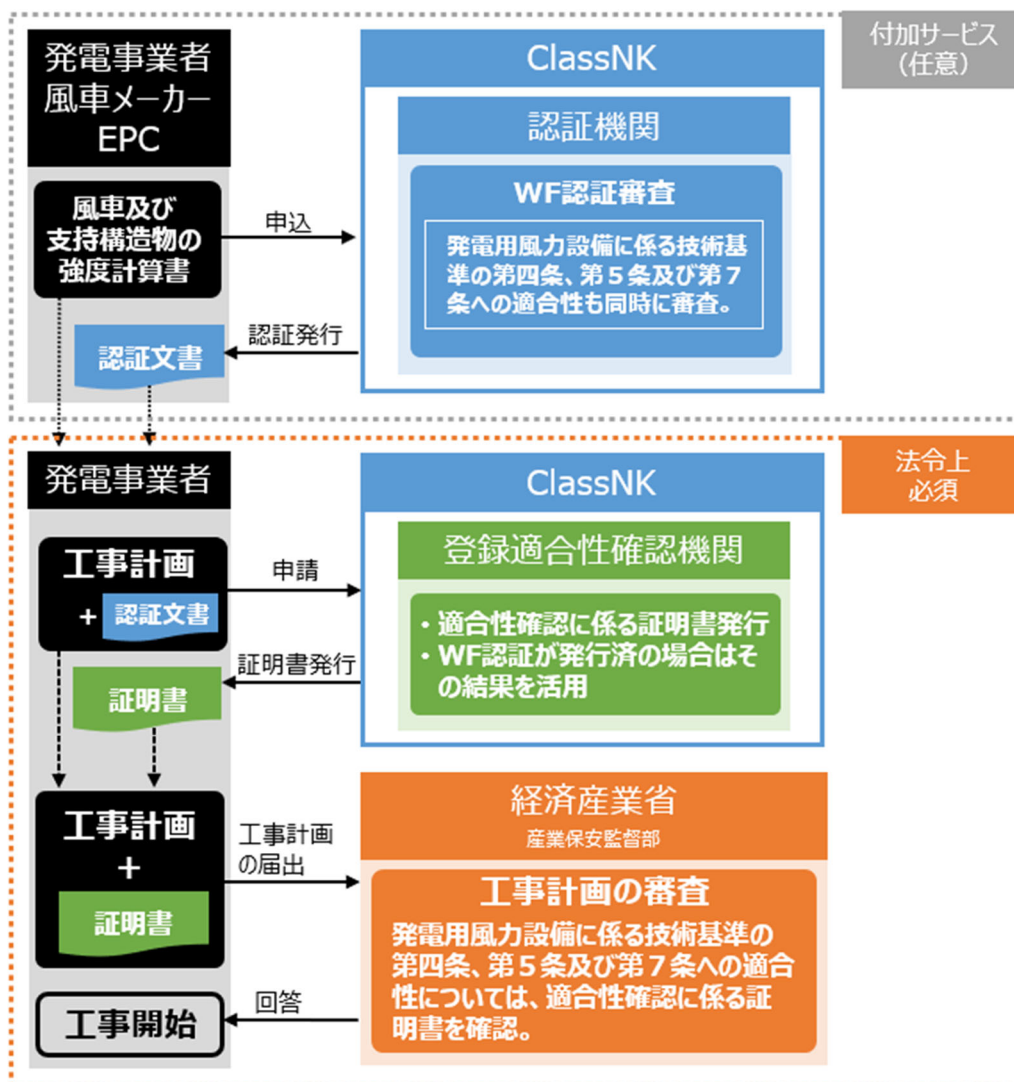 付加サービス
(任意)
発電事業者
風車メーカー
EPC
ClassNK
認証機関
風車及び
支持構造物の
強度計算書
申込
WF認証審査
発電用風力設備に係る技術基
準の第四条、第５条及び第７
条への適合性も同時に審査。
認証発行
認証文書
法令上
必須
発電事業者
ClassNK
登録適合性確認機関
工事計画
+ 認証文書
申請
・適合性確認に係る証明書発行
・WF認証が発行済の場合はそ
の結果を活用
証明書発行
証明書
経済産業省
産業保安監督部
工事計画
+
証明書
工事計画
の届出
工事計画の審査
発電用風力設備に係る技術基準の
第四条、第５条及び第７条への適合
性については、適合性確認に係る証
明書を確認。
回答
工事開始